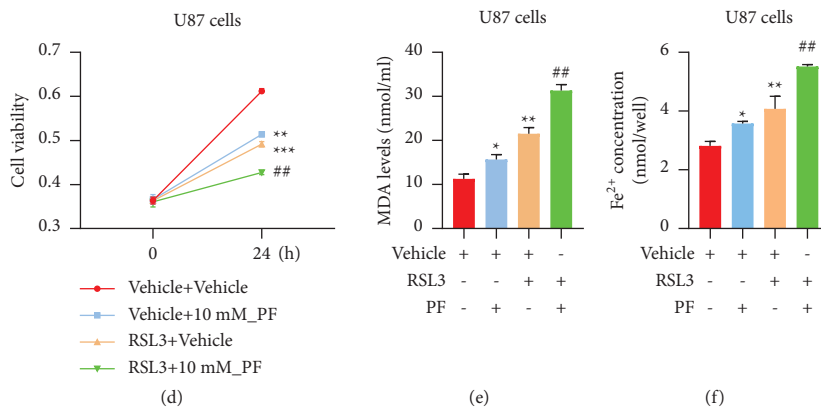 U87 cells
0.7
0.6
0.5
0.4
0.3
Cell viability
**
***
##
0
24 (h)
Vehicle+Vehicle
Vehicle+10 mM_PF
RSL3+Vehicle
RSL3+10 mM_PF
(d)
U87 cells
40
30
20
10
0
MDA levels (nmol/ml)
*
**
##
Vehicle + + + -
RSL3 - - + +
PF - + - +
(e)
U87 cells
6
4
2
0
Fe2+ concentration
(nmol/well)
*
**
##
Vehicle + + + -
RSL3 - - + +
PF - + - +
(f)